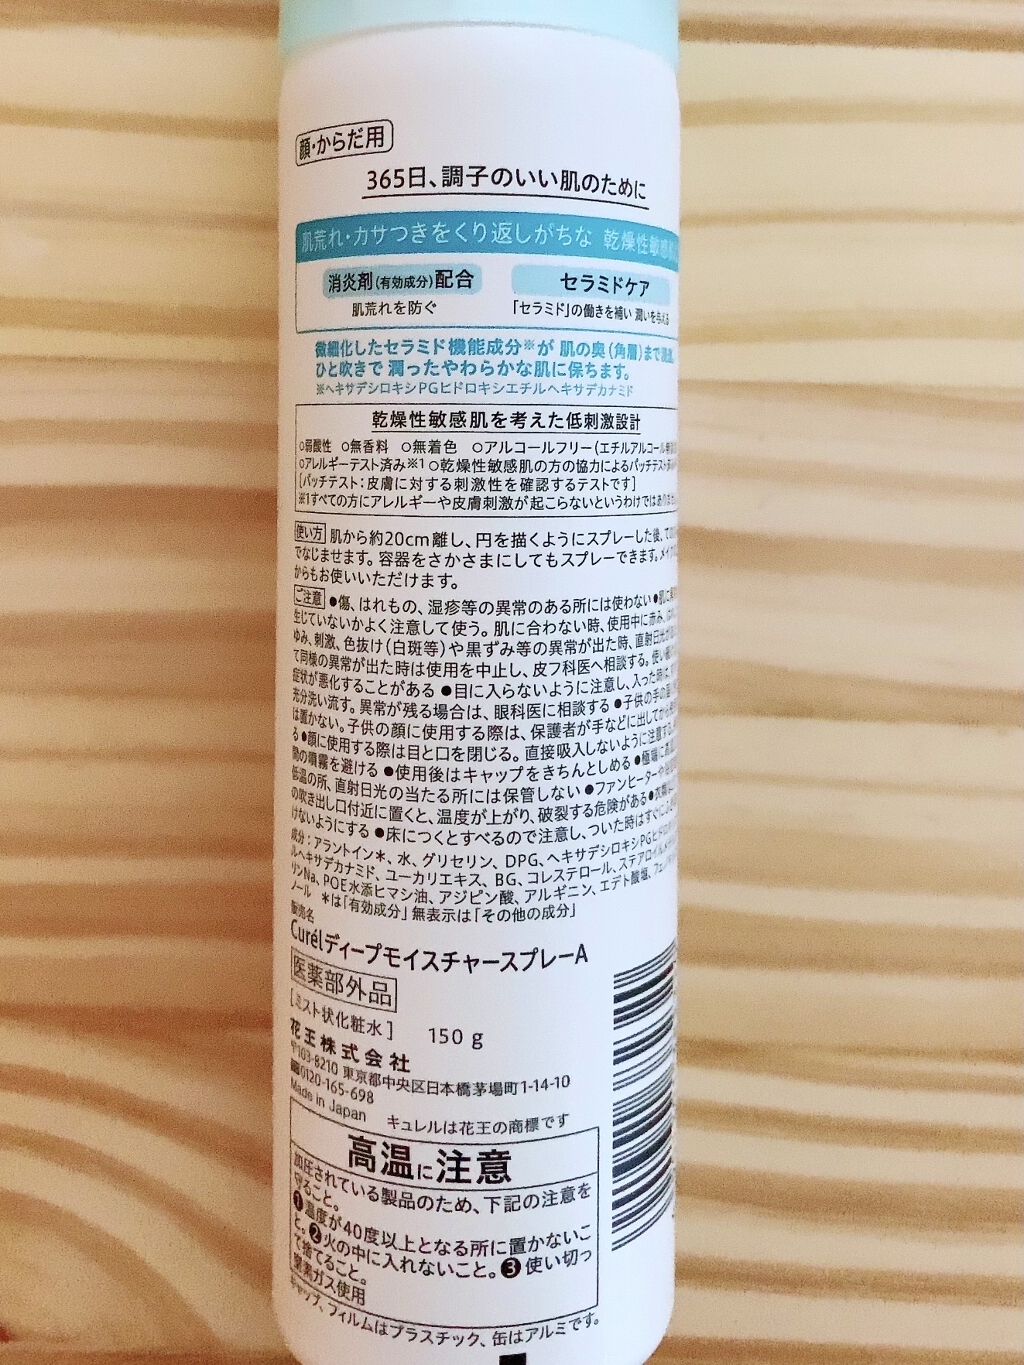 顔・からだ用
365日、調子のいい肌のために
肌荒れ・カサつきをくり返しがちな 乾燥性敏感
消炎剤(有効成分)配合
肌荒れを防ぐ
セラミドケア
「セラミド」の働きを補い 潤いを与える
微細化したセラミド機能成分※が 肌の奥(角層)まで
ひと吹きで 潤ったやわらかな肌に保ちます。
※ヘキサデシロキシPGヒドロキシエチルヘキサデカナミド
乾燥性敏感肌を考えた低刺激設計
○弱酸性 ○無香料 ○無着色 ○アルコールフリー(エチルアルコール
○アレルギーテスト済み※1 ○乾燥性敏感肌の方の協力によるパッチテスト
[パッチテスト:皮膚に対する刺激性を確認するテストです]
※1すべての方にアレルギーや皮膚刺激が起こらないというわけではありま
使い方 肌から約20cm離し、円を描くようにスプレーした後、
でなじませます。容器をさかさまにしてもスプレーできます。メイク
からもお使いいただけます。
ご注意 ●傷、はれもの、湿疹等の異常のある所には使わない ●肌に
生じていないかよく注意して使う。肌に合わない時、使用中に赤み、
ゆみ、刺激、色抜け(白斑等)や黒ずみ等の異常が出た時、直射日光が
て同様の異常が出た時は使用を中止し、皮フ科医へ相談する。使い
症状が悪化することがある ●目に入らないように注意し、入った時は、
充分洗い流す。異常が残る場合は、眼科医に相談する ●子供の手の
は置かない。子供の顔に使用する際は、保護者が手などに出してから
る ●顔に使用する際は目と口を閉じる。直接吸入しないように注意する
間の噴霧を避ける ●使用後はキャップをきちんとしめる ●極端に
低温の所、直射日光の当たる所には保管しない ●ファンヒーターや
の吹き出し口付近に置くと、温度が上がり、破裂する危険がある ●
けないようにする ●床につくとすべるので注意し、ついた時はすぐに
成分:アラントイン*、水、グリセリン、DPG、ヘキサデシロキシPGヒドロ
ルヘキサデカナミド、ユーカリエキス、BG、コレステロール、ステアロイル
リンNa、POE水添ヒマシ油、アジピン酸、アルギニン、エデト酸塩、フェノ
ノール *は「有効成分」無表示は「その他の成分」
販売名
CurélディープモイスチャースプレーA
医薬部外品
[ミスト状化粧水] 150 g
花王株式会社
〒103-8210 東京都中央区日本橋茅場町1-14-10
0120-165-698
Made in Japan キュレルは花王の商標です
高温に注意
加圧されている製品のため、下記の注意を
守ること。
❶温度が40度以上となる所に置かないこ
と。❷火の中に入れないこと。❸使い切っ
て捨てること。
窒素ガス使用
キャップ、フィルムはプラスチック、缶はアルミです。